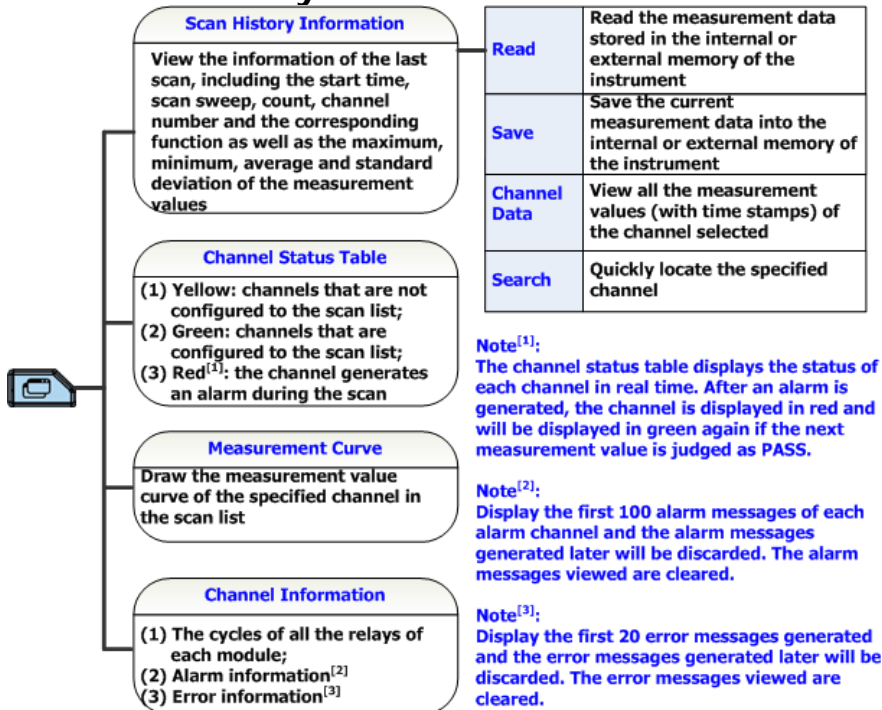 Scan History Information
View the information of the last
scan, including the start time,
scan sweep, count, channel
number and the corresponding
function as well as the maximum,
minimum, average and standard
deviation of the measurement
values
Read
Read the measurement data
stored in the internal or
external memory of the
instrument
Save
Save the current
measurement data into the
internal or external memory of
the instrument
Channel
Data
View all the measurement
values (with time stamps) of
the channel selected
Search
Quickly locate the specified
channel
Channel Status Table
(1) Yellow: channels that are not
configured to the scan list;
(2) Green: channels that are
configured to the scan list;
(3) Red[1]: the channel generates
an alarm during the scan
Measurement Curve
Draw the measurement value
curve of the specified channel in
the scan list
Channel Information
(1) The cycles of all the relays of
each module;
(2) Alarm information[2]
(3) Error information[3]
Note[1]:
The channel status table displays the status of
each channel in real time. After an alarm is
generated, the channel is displayed in red and
will be displayed in green again if the next
measurement value is judged as PASS.
Note[2]:
Display the first 100 alarm messages of each
alarm channel and the alarm messages
generated later will be discarded. The alarm
messages viewed are cleared.
Note[3]:
Display the first 20 error messages generated
and the error messages generated later will be
discarded. The error messages viewed are
cleared.